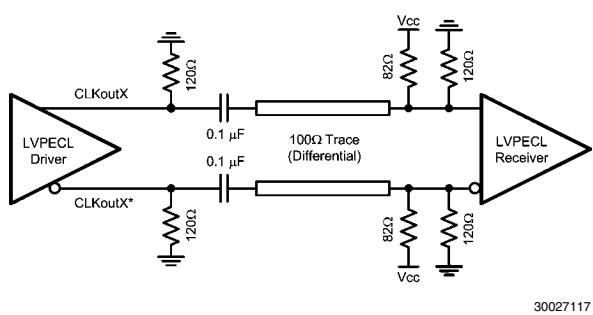 Vcc
120Ω
82Ω
120Ω
CLKoutX
0.1 μF
LVPECL
Driver
100Ω Trace
(Differential)
LVPECL
Receiver
0.1 μF
CLKoutX*
120Ω
82Ω
120Ω
Vcc
30027117